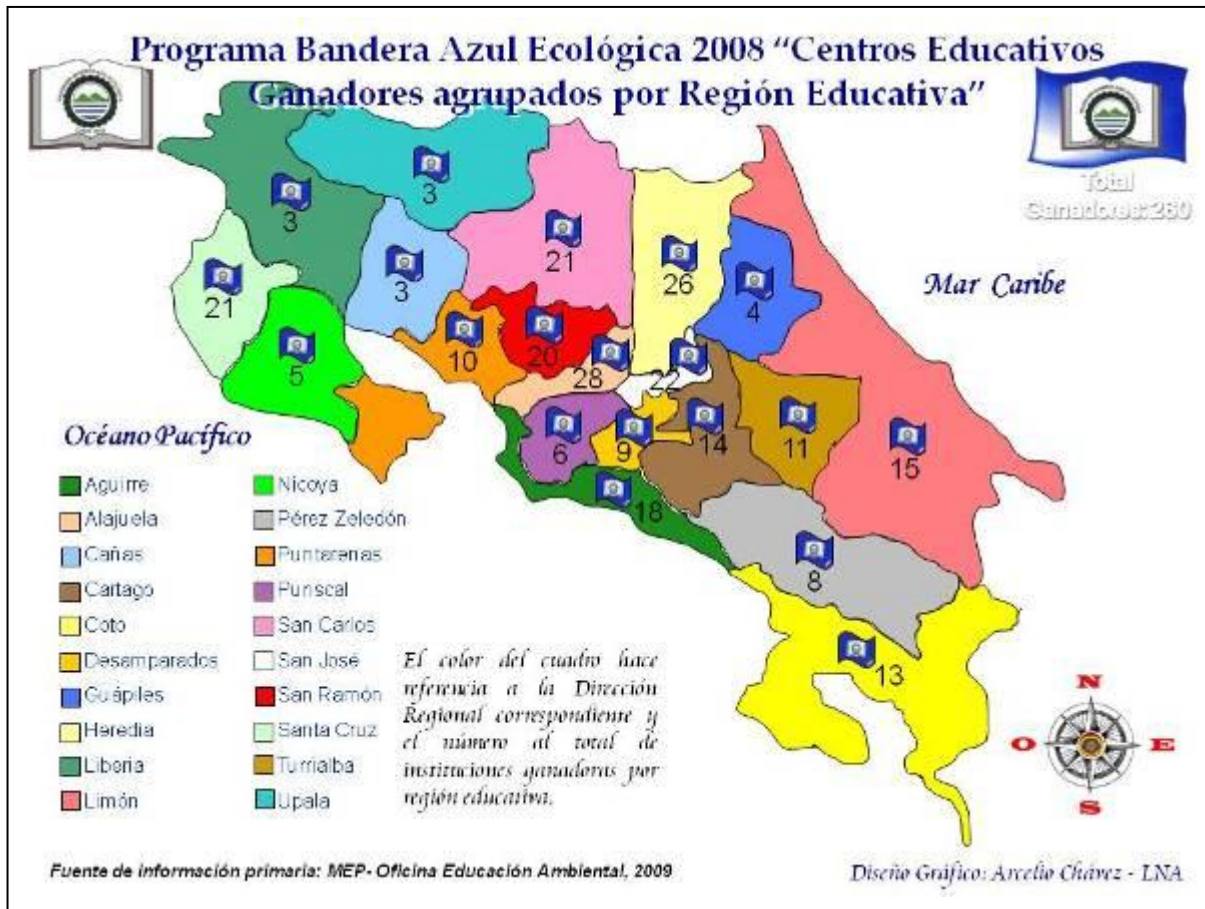 Programa Bandera Azul Ecológica 2008 “Centros Educativos
Ganadores agrupados por Región Educativa”
Total
Ganadores: 260
3
3
21
26
Mar Caribe
21
3
4
5
10
20
28
22
Océano Pacífico
6
9
14
11
15
18
8
13
Aguirre
Alajuela
Cañas
Cartago
Coto
Desamparados
Guápiles
Heredia
Liberia
Limón
Nicoya
Pérez Zeledón
Puntarenas
Puriscal
San Carlos
San José
San Ramón
Santa Cruz
Turrialba
Upala
El color del cuadro hace
referencia a la Dirección
Regional correspondiente y
el número al total de
instituciones ganadoras por
región educativa.
N
O
E
S
Fuente de información primaria: MEP- Oficina Educación Ambiental, 2009
Diseño Gráfico: Arcelio Chávez - LNA